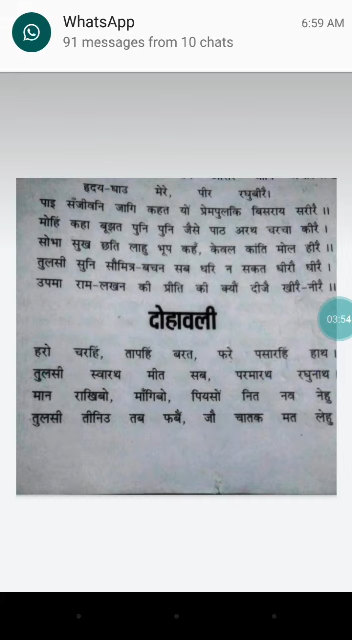 WhatsApp
6:59 AM
91 messages from 10 chats
हृदय-घाउ मेरे, पीर रघुबीरै।
पाइ संजीवनि जागि कहत यों प्रेमपुलकि बिसराय सरीरै ॥
मोहिं कहा बूझत पुनि पुनि जैसे पाठ अरथ चरचा कीरै ।
सोभा सुख छति लाहु भूप कहँ, केवल कांति मोल हीरै ॥
तुलसी सुनि सौमित्र-बचन सब धरि न सकत धीरौ धीरै ।
उपमा राम-लखन की प्रीति की क्यौं दीजै खीरै-नीरै ॥
03:54
दोहावली
हरो चरहिं, तापहिं बरत, फरे पसारहिं हाथ ।
तुलसी स्वारथ मीत सब, परमारथ रघुनाथ ।
मान राखिबो, माँगिबो, पियसों नित नव नेहु
तुलसी तीनिउ तब फबैं, जौ चातक मत लेहु